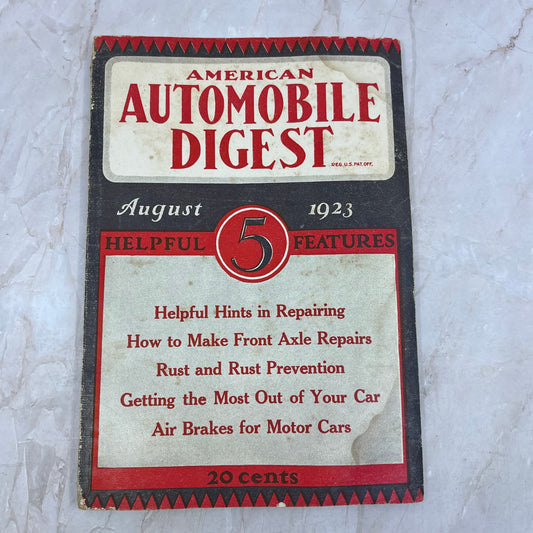 AMERICAN
AUTOMOBILE
DIGEST
REG. U.S. PAT. OFF.
August 1923
HELPFUL 5 FEATURES
Helpful Hints in Repairing
How to Make Front Axle Repairs
Rust and Rust Prevention
Getting the Most Out of Your Car
Air Brakes for Motor Cars
20 cents